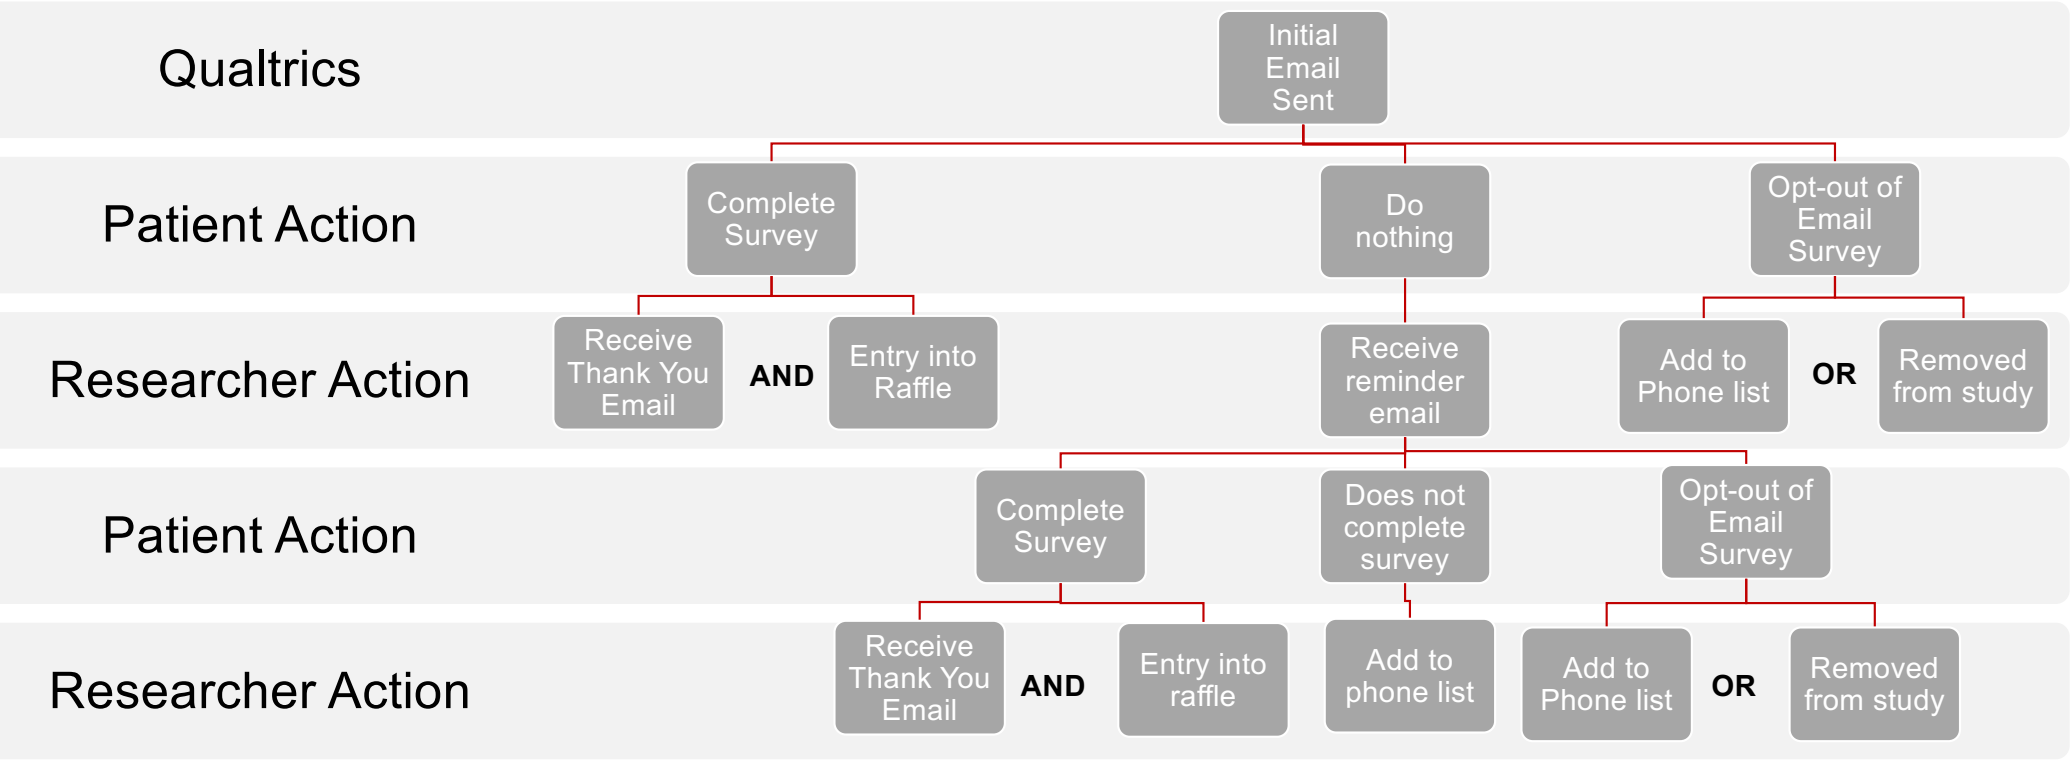 Qualtrics
Initial
Email
Sent
Patient Action
Complete
Survey
Do
nothing
Opt-out of
Email
Survey
Researcher Action
Receive
Thank You
Email
AND
Entry into
Raffle
Receive
reminder
email
Add to
Phone list
OR
Removed
from study
Patient Action
Complete
Survey
Does not
complete
survey
Opt-out of
Email
Survey
Researcher Action
Receive
Thank You
Email
AND
Entry into
raffle
Add to
phone list
Add to
Phone list
OR
Removed
from study